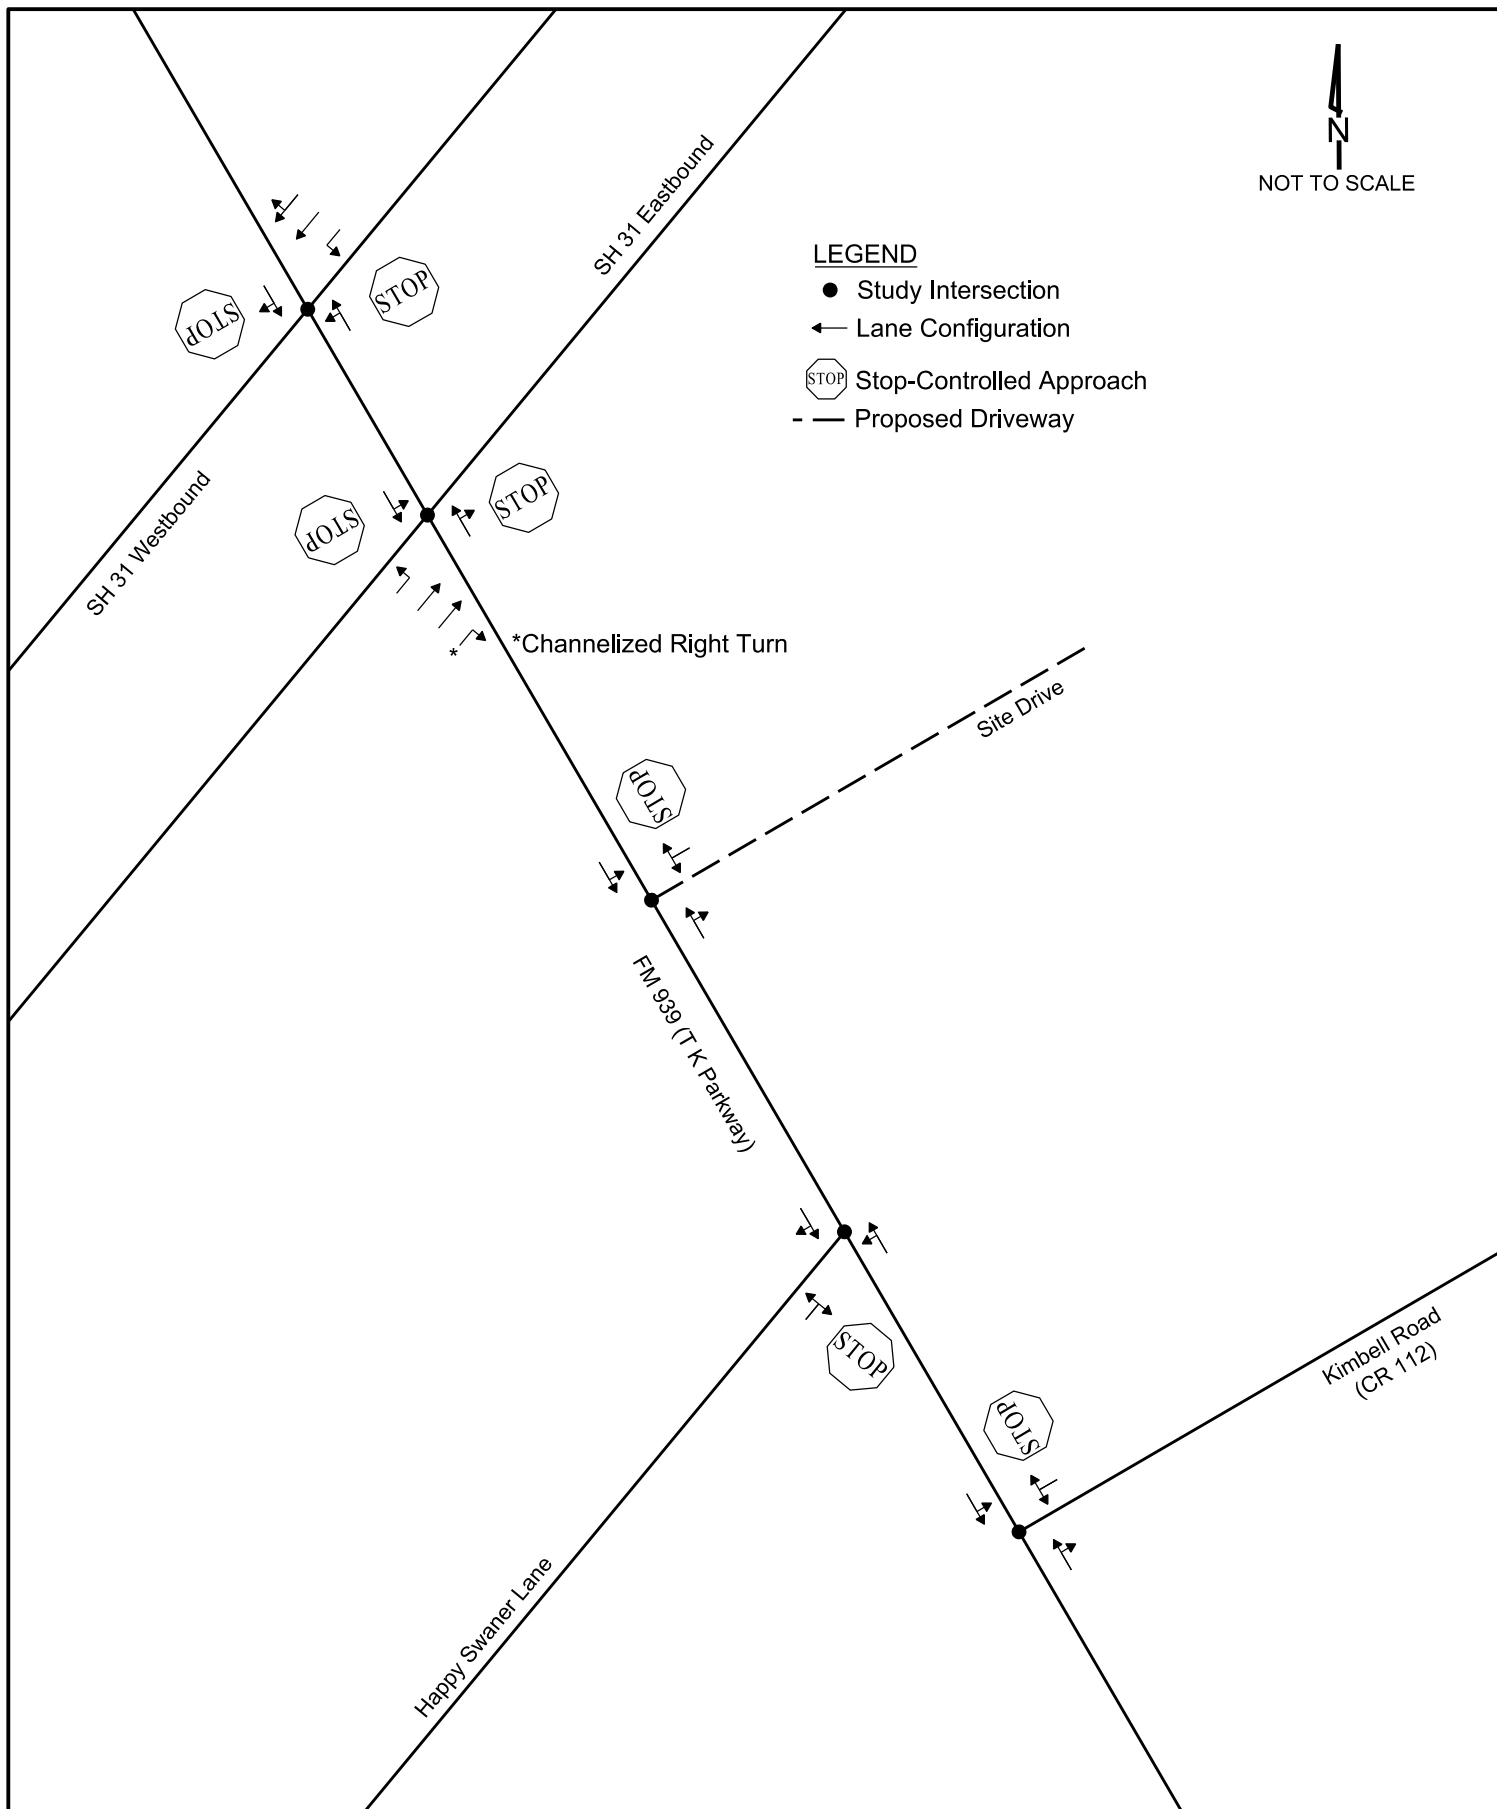 N
NOT TO SCALE
SH 31 Eastbound
LEGEND
Study Intersection
Lane Configuration
STOP Stop-Controlled Approach
Proposed Driveway
STOP
STOP
SH 31 Westbound
STOP
STOP
*
*Channelized Right Turn
Site Drive
STOP
FM 939 (T K Parkway)
STOP
Kimbell Road
(CR 112)
STOP
Happy Swaner Lane